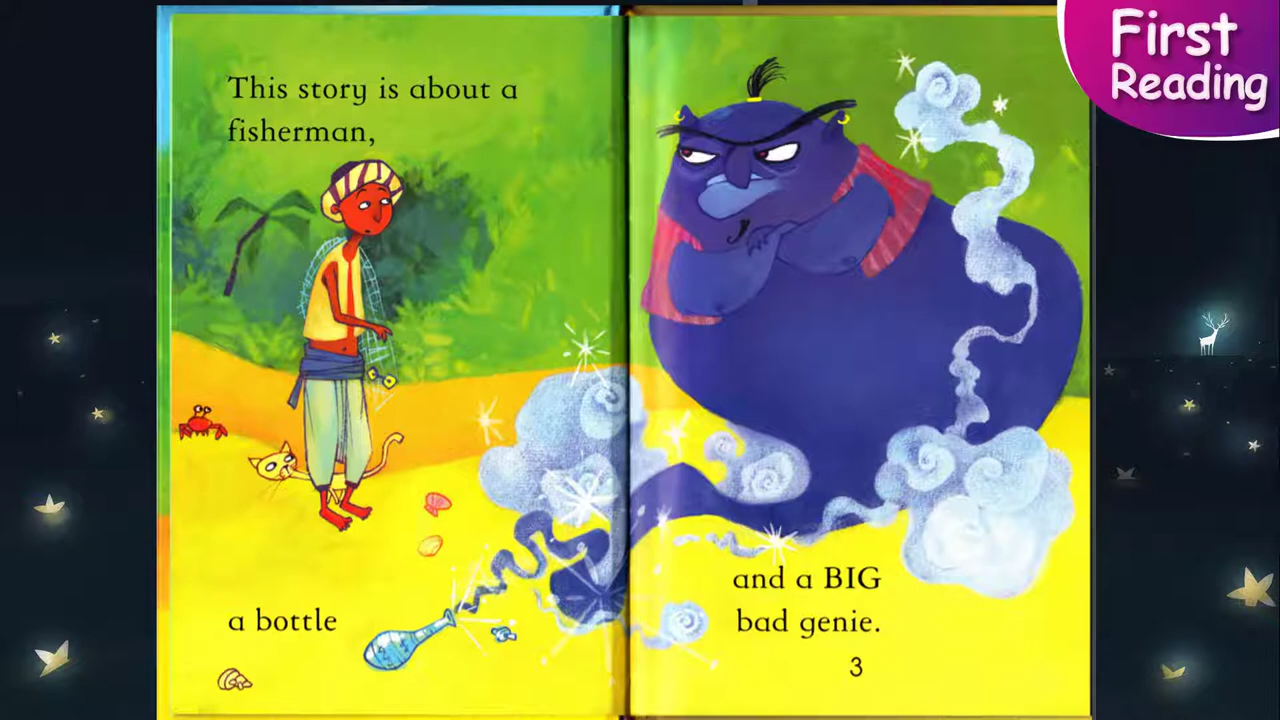 This story is about a
fisherman,
a bottle
and a BIG
bad genie.
3
First
Reading